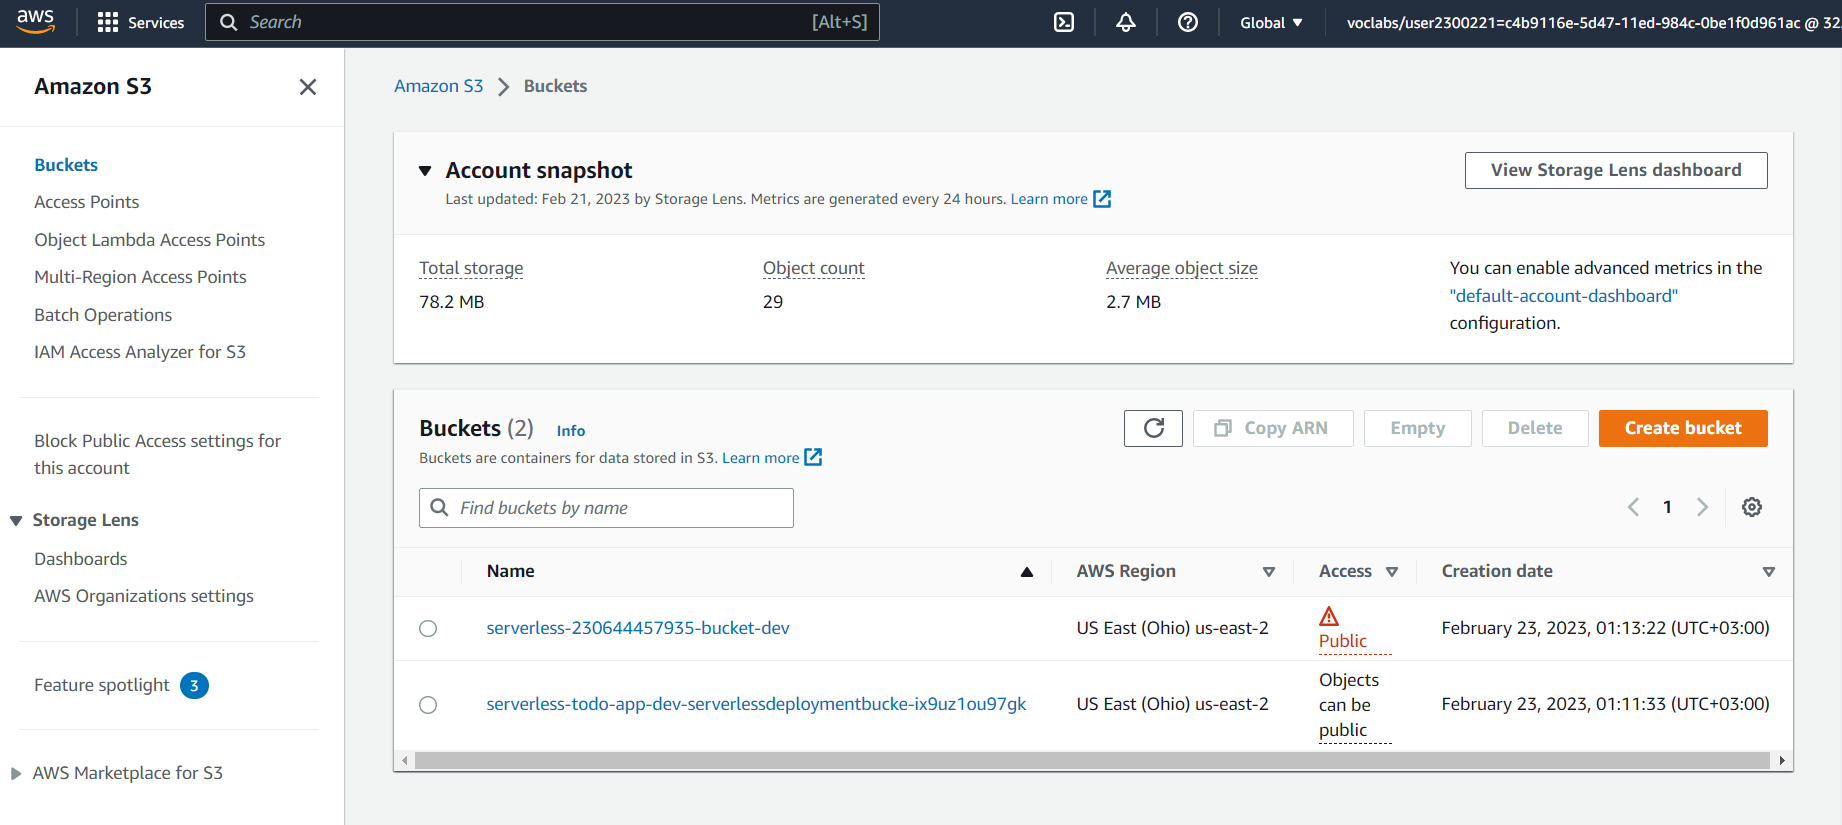 aws
Services
Search
[Alt+S]
Global
voclabs/user2300221=c4b9116e-5d47-11ed-984c-0be1f0d961ac @ 32
Amazon S3
Buckets
Access Points
Object Lambda Access Points
Multi-Region Access Points
Batch Operations
IAM Access Analyzer for S3
Block Public Access settings for
this account
Storage Lens
Dashboards
AWS Organizations settings
Feature spotlight 3
AWS Marketplace for S3
Amazon S3 > Buckets
Account snapshot
Last updated: Feb 21, 2023 by Storage Lens. Metrics are generated every 24 hours. Learn more
View Storage Lens dashboard
Total storage
78.2 MB
Object count
29
Average object size
2.7 MB
You can enable advanced metrics in the
"default-account-dashboard"
configuration.
Buckets (2) Info
Buckets are containers for data stored in S3. Learn more
Copy ARN
Empty
Delete
Create bucket
Find buckets by name
1
Name
AWS Region
Access
Creation date
serverless-230644457935-bucket-dev
US East (Ohio) us-east-2
Public
February 23, 2023, 01:13:22 (UTC+03:00)
serverless-todo-app-dev-serverlessdeploymentbucke-ix9uz1ou97gk
US East (Ohio) us-east-2
Objects
can be
public
February 23, 2023, 01:11:33 (UTC+03:00)